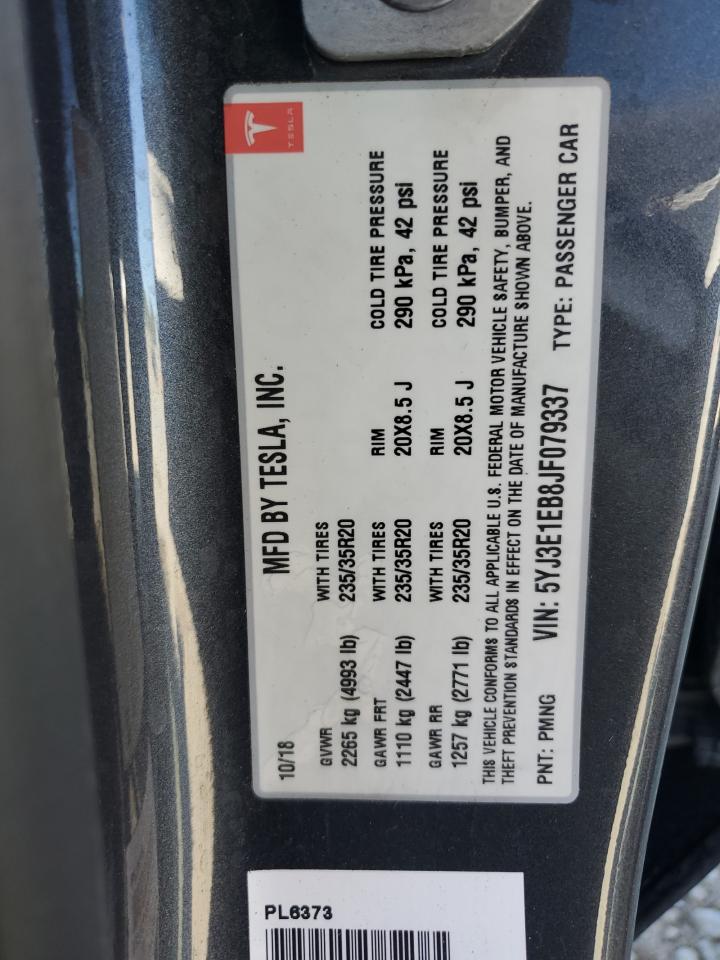 TESLA
10/18 MFD BY TESLA, INC.
GVWR WITH TIRES
2265 kg (4993 lb) 235/35R20
GAWR FRT WITH TIRES RIM COLD TIRE PRESSURE
1110 kg (2447 lb) 235/35R20 20X8.5 J 290 kPa, 42 psi
GAWR RR WITH TIRES RIM COLD TIRE PRESSURE
1257 kg (2771 lb) 235/35R20 20X8.5 J 290 kPa, 42 psi
THIS VEHICLE CONFORMS TO ALL APPLICABLE U.S. FEDERAL MOTOR VEHICLE SAFETY, BUMPER, AND
THEFT PREVENTION STANDARDS IN EFFECT ON THE DATE OF MANUFACTURE SHOWN ABOVE.
PNT: PMNG VIN: 5YJ3E1EB8JF079337 TYPE: PASSENGER CAR
PL6373